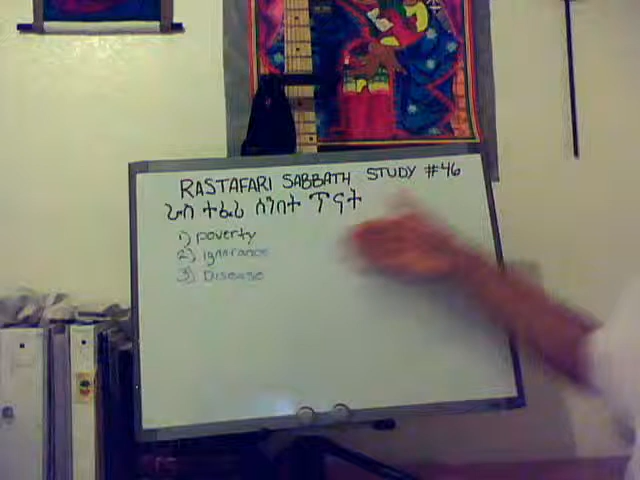 RASTAFARI SABBATH STUDY #46
ራስ ተፈሪ ሰንበት ጥናት
1) poverty
2) ignorance
3) Disease